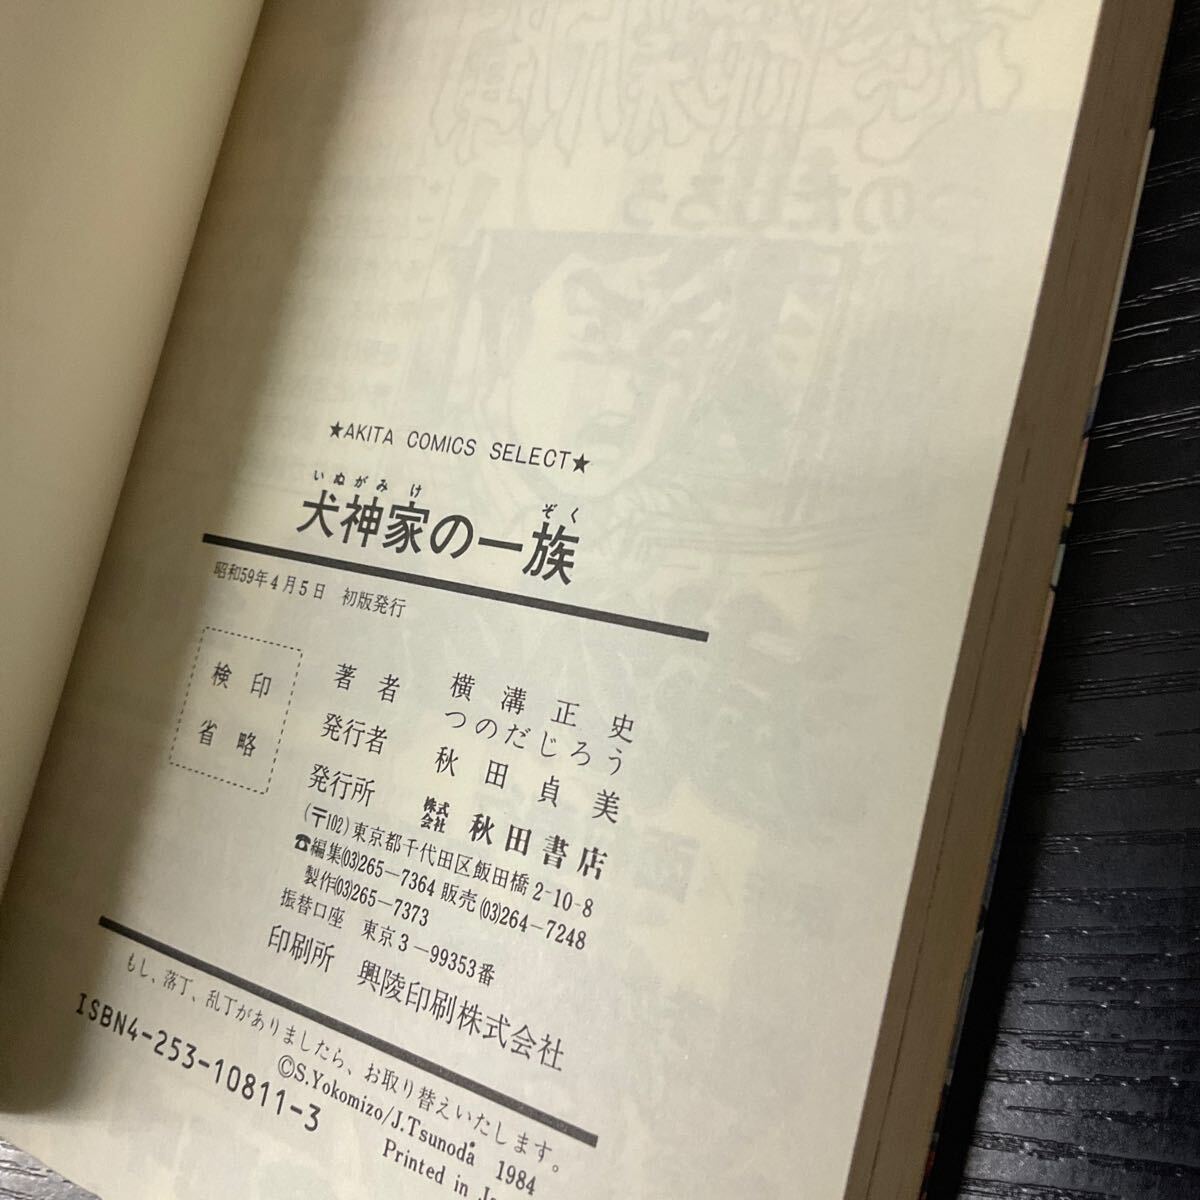 ★AKITA COMICS SELECT★
いぬがみけ ぞく
犬神家の一族
昭和59年4月5日 初版発行
検印
省略
著者 横溝正史
つのだじろう
発行者 秋田貞美
発行所 株式会社 秋田書店
(〒102)東京都千代田区飯田橋2-10-8
☎編集(03)265-7364 販売(03)264-7248
製作(03)265-7373
振替口座 東京3-99353番
印刷所 興陵印刷株式会社
もし、落丁、乱丁がありましたら、お取り替えいたします。
©S.Yokomizo/J.Tsunoda 1984
ISBN4-253-10811-3
Printed in